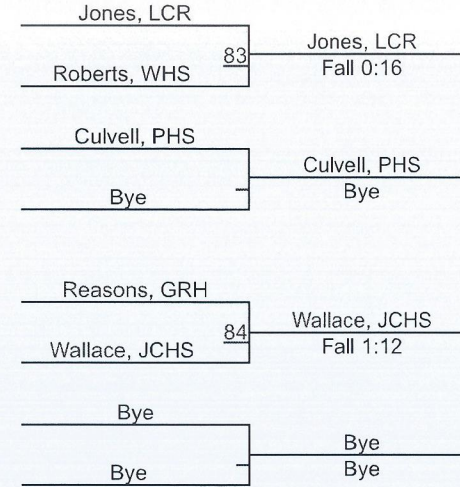 Jones, LCR
83
Roberts, WHS
Jones, LCR
Fall 0:16
Culvell, PHS
Bye
Culvell, PHS
Bye
Reasons, GRH
84
Wallace, JCHS
Wallace, JCHS
Fall 1:12
Bye
Bye
Bye
Bye